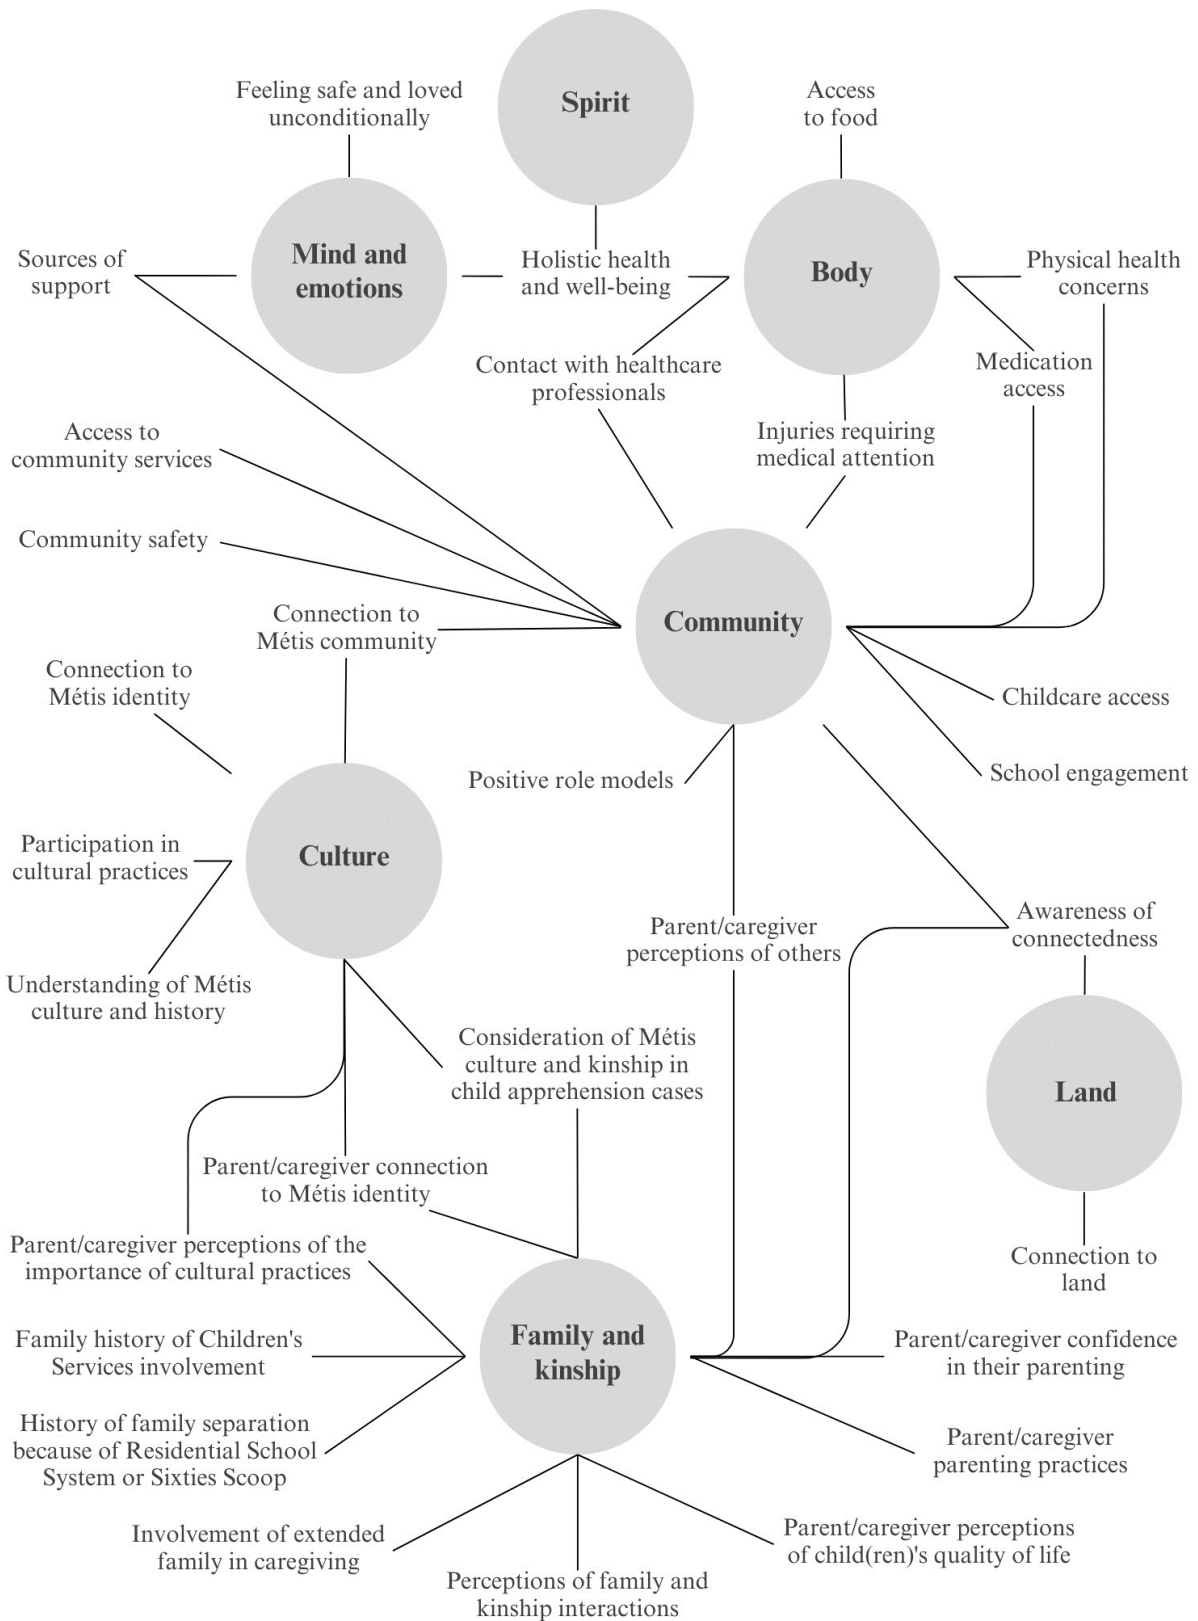 Spirit
Feeling safe and loved
unconditionally
Access
to food
Mind and
emotions
Sources of
support
Holistic health
and well-being
Body
Physical health
concerns
Contact with healthcare
professionals
Medication
access
Access to
community services
Injuries requiring
medical attention
Community safety
Connection to
Métis community
Community
Connection to
Métis identity
Childcare access
Positive role models
School engagement
Participation in
cultural practices
Culture
Parent/caregiver
perceptions of others
Awareness of
connectedness
Understanding of Métis
culture and history
Consideration of Métis
culture and kinship in
child apprehension cases
Land
Parent/caregiver connection
to Métis identity
Parent/caregiver perceptions of the
importance of cultural practices
Connection to
land
Family history of Children's
Services involvement
Family and
kinship
Parent/caregiver confidence
in their parenting
History of family separation
because of Residential School
System or Sixties Scoop
Parent/caregiver
parenting practices
Involvement of extended
family in caregiving
Parent/caregiver perceptions
of child(ren)'s quality of life
Perceptions of family and
kinship interactions